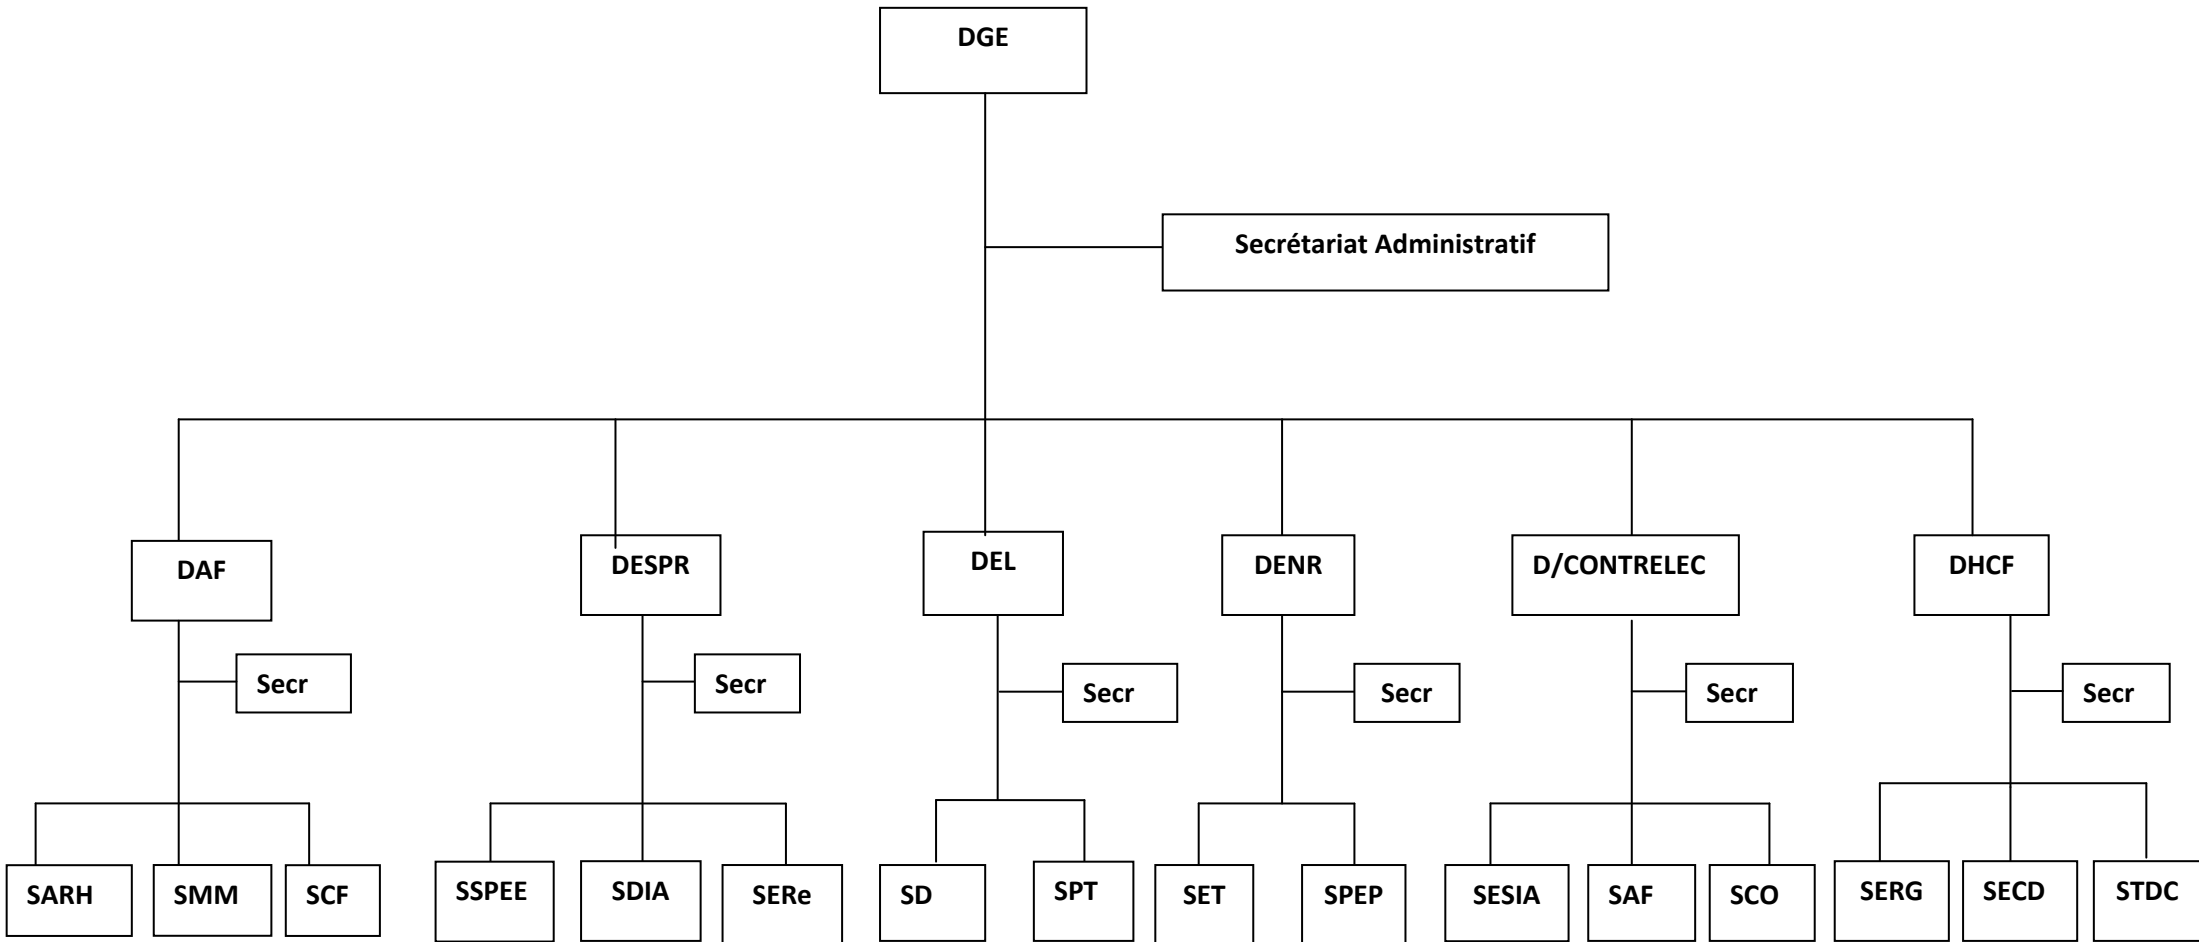 DGE
Secrétariat Administratif
DAF
DESPR
DEL
DENR
D/CONTRELEC
DHCF
Secr
Secr
Secr
Secr
Secr
Secr
SARH
SMM
SCF
SSPEE
SDIA
SERe
SD
SPT
SET
SPEP
SESIA
SAF
SCO
SERG
SECD
STDC